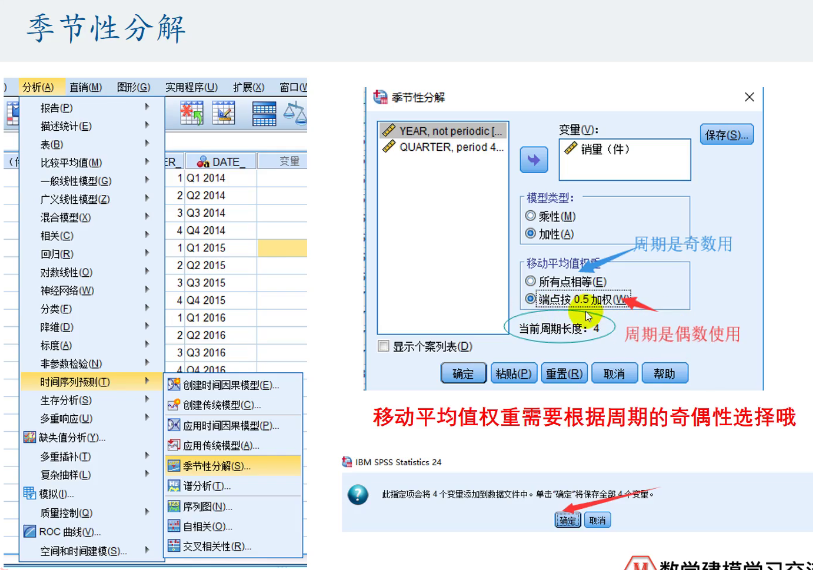 季节性分解
分析(A) 直销(M) 图形(G) 实用程序(U) 扩展(X) 窗口(
报告(P)
描述统计(E)
表(B)
比较平均值(M)
一般线性模型(G)
广义线性模型(Z)
混合模型(X)
相关(C)
回归(R)
对数线性(O)
神经网络(W)
分类(F)
降维(D)
标度(A)
非参数检验(N)
时间序列预测(T)
生存分析(S)
多重响应(U)
缺失值分析(Y)...
多重插补(T)
复杂抽样(L)
模拟(I)...
质量控制(Q)
ROC 曲线(V)...
空间和时间建模(S)...
ER_ DATE_ 变量
1 Q1 2014
2 Q2 2014
3 Q3 2014
4 Q4 2014
1 Q1 2015
2 Q2 2015
3 Q3 2015
4 Q4 2015
1 Q1 2016
2 Q2 2016
3 Q3 2016
4 Q4 2016
创建时间因果模型(E)...
创建传统模型(C)...
应用时间因果模型(P)...
应用传统模型(A)...
季节性分解(S)...
谱分析(T)...
序列图(N)...
自相关(O)...
交叉相关性(R)...
季节性分解
YEAR, not periodic [...
QUARTER, period 4...
变量(V):
销量（件）
保存(S)...
模型类型:
乘性(M)
加性(A)
周期是奇数用
移动平均值权重
所有点相等(E)
端点按 0.5 加权(W)
当前周期长度: 4
周期是偶数使用
显示个案列表(D)
确定 粘贴(P) 重置(R) 取消 帮助
移动平均值权重需要根据周期的奇偶性选择哦
IBM SPSS Statistics 24
此指定项会将 4 个变量添加到数据文件中。单击“确定”将保存全部 4 个变量。
确定 取消
数学建模学习交流